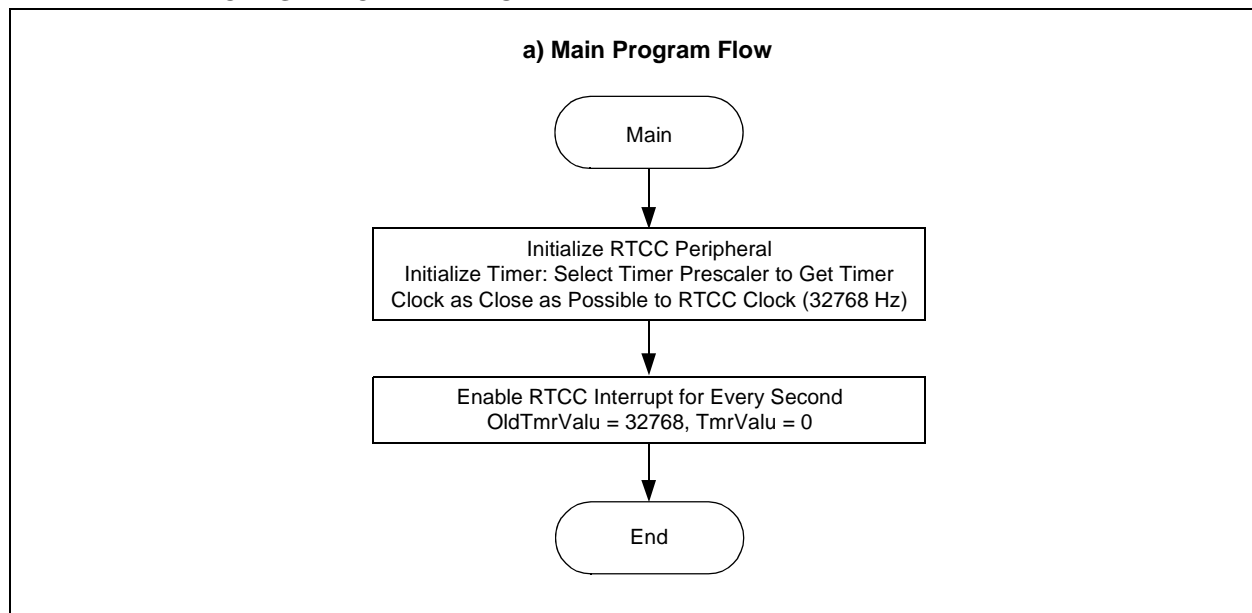 a) Main Program Flow
Main
Initialize RTCC Peripheral
Initialize Timer: Select Timer Prescaler to Get Timer
Clock as Close as Possible to RTCC Clock (32768 Hz)
Enable RTCC Interrupt for Every Second
OldTmrValu = 32768, TmrValu = 0
End